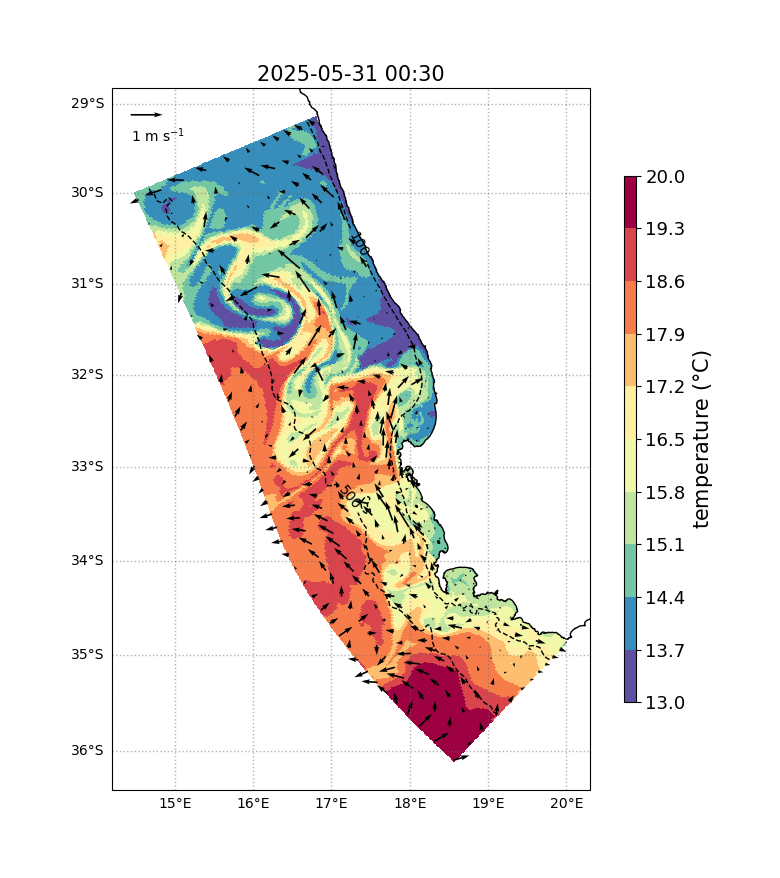 2025-05-31 00:30
29°S
30°S
31°S
32°S
33°S
34°S
35°S
36°S
1 m s⁻¹
100
500
15°E
16°E
17°E
18°E
19°E
20°E
20.0
19.3
18.6
17.9
17.2
16.5
15.8
15.1
14.4
13.7
13.0
temperature (°C)